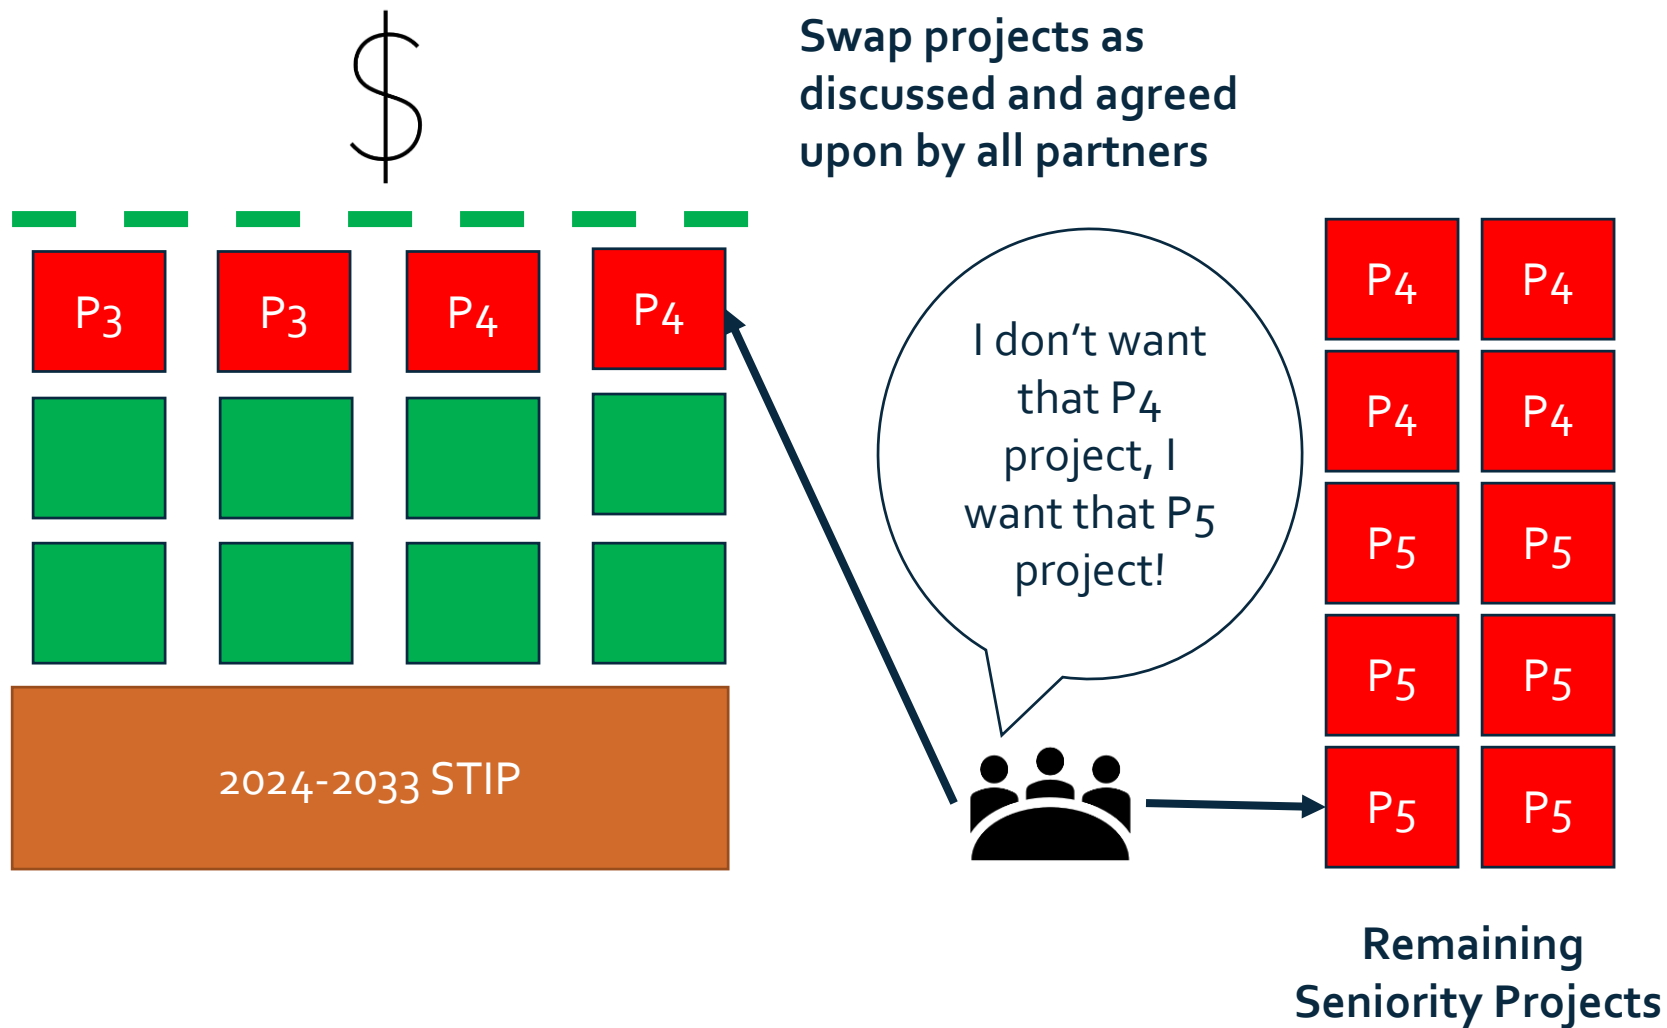 $
Swap projects as
discussed and agreed
upon by all partners
P3
P3
P4
P4
2024-2033 STIP
I don’t want
that P4
project, I
want that P5
project!
P4
P4
P4
P4
P5
P5
P5
P5
P5
P5
Remaining
Seniority Projects